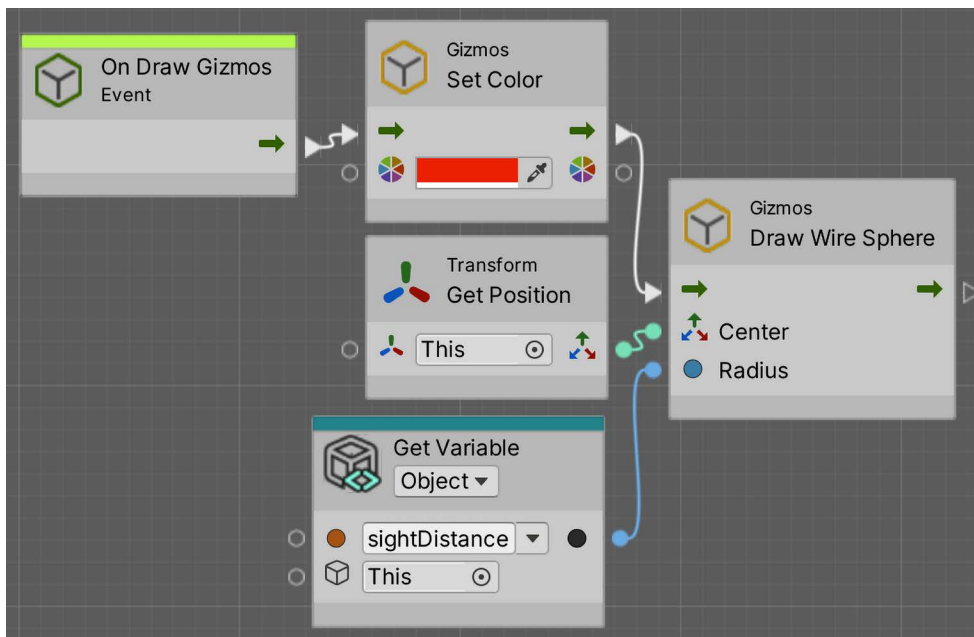 On Draw Gizmos
Event
Gizmos
Set Color
Transform
Get Position
This
Get Variable
Object
sightDistance
This
Gizmos
Draw Wire Sphere
Center
Radius